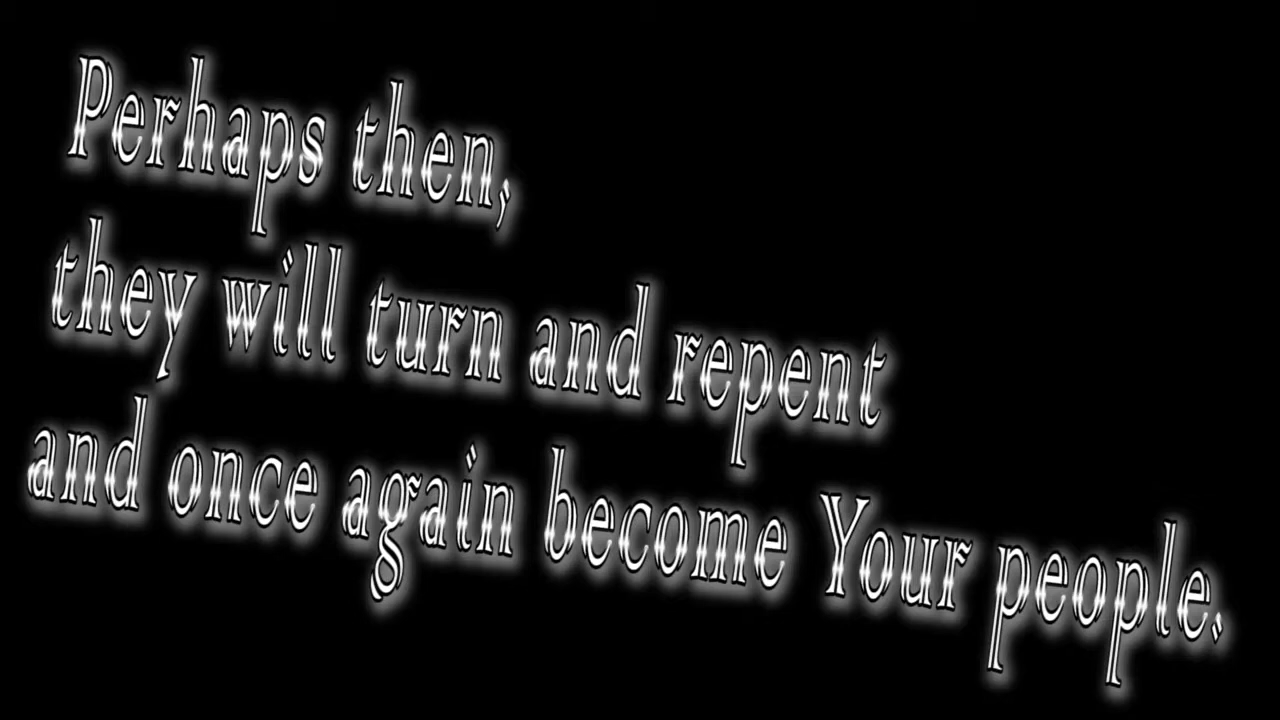 Perhaps then,
they will turn and repent
and once again become Your people.